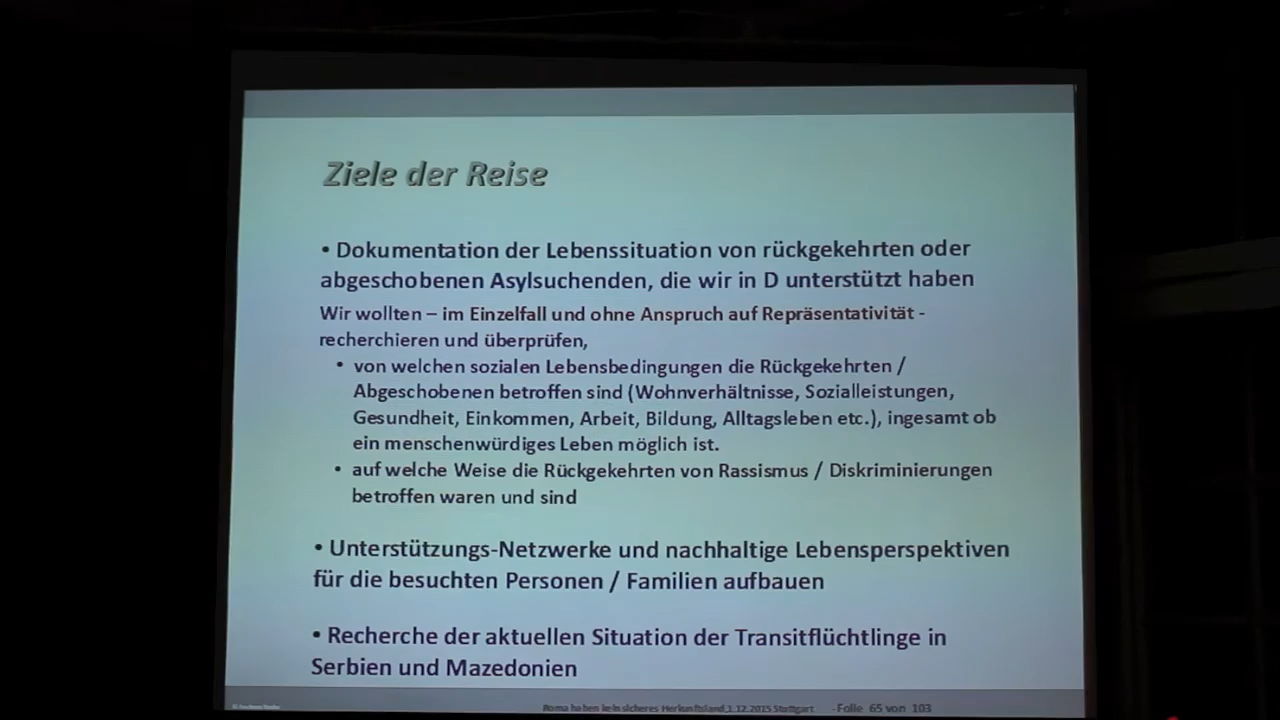 Ziele der Reise
• Dokumentation der Lebenssituation von rückgekehrten oder
abgeschobenen Asylsuchenden, die wir in D unterstützt haben
Wir wollten – im Einzelfall und ohne Anspruch auf Repräsentativität -
recherchieren und überprüfen,
• von welchen sozialen Lebensbedingungen die Rückgekehrten /
Abgeschobenen betroffen sind (Wohnverhältnisse, Sozialleistungen,
Gesundheit, Einkommen, Arbeit, Bildung, Alltagsleben etc.), ingesamt ob
ein menschenwürdiges Leben möglich ist.
• auf welche Weise die Rückgekehrten von Rassismus / Diskriminierungen
betroffen waren und sind
• Unterstützungs-Netzwerke und nachhaltige Lebensperspektiven
für die besuchten Personen / Familien aufbauen
• Recherche der aktuellen Situation der Transitflüchtlinge in
Serbien und Mazedonien
Roma haben kein sicheres Herkunftsland_1.12.2015 Stuttgart - Folie 65 von 103